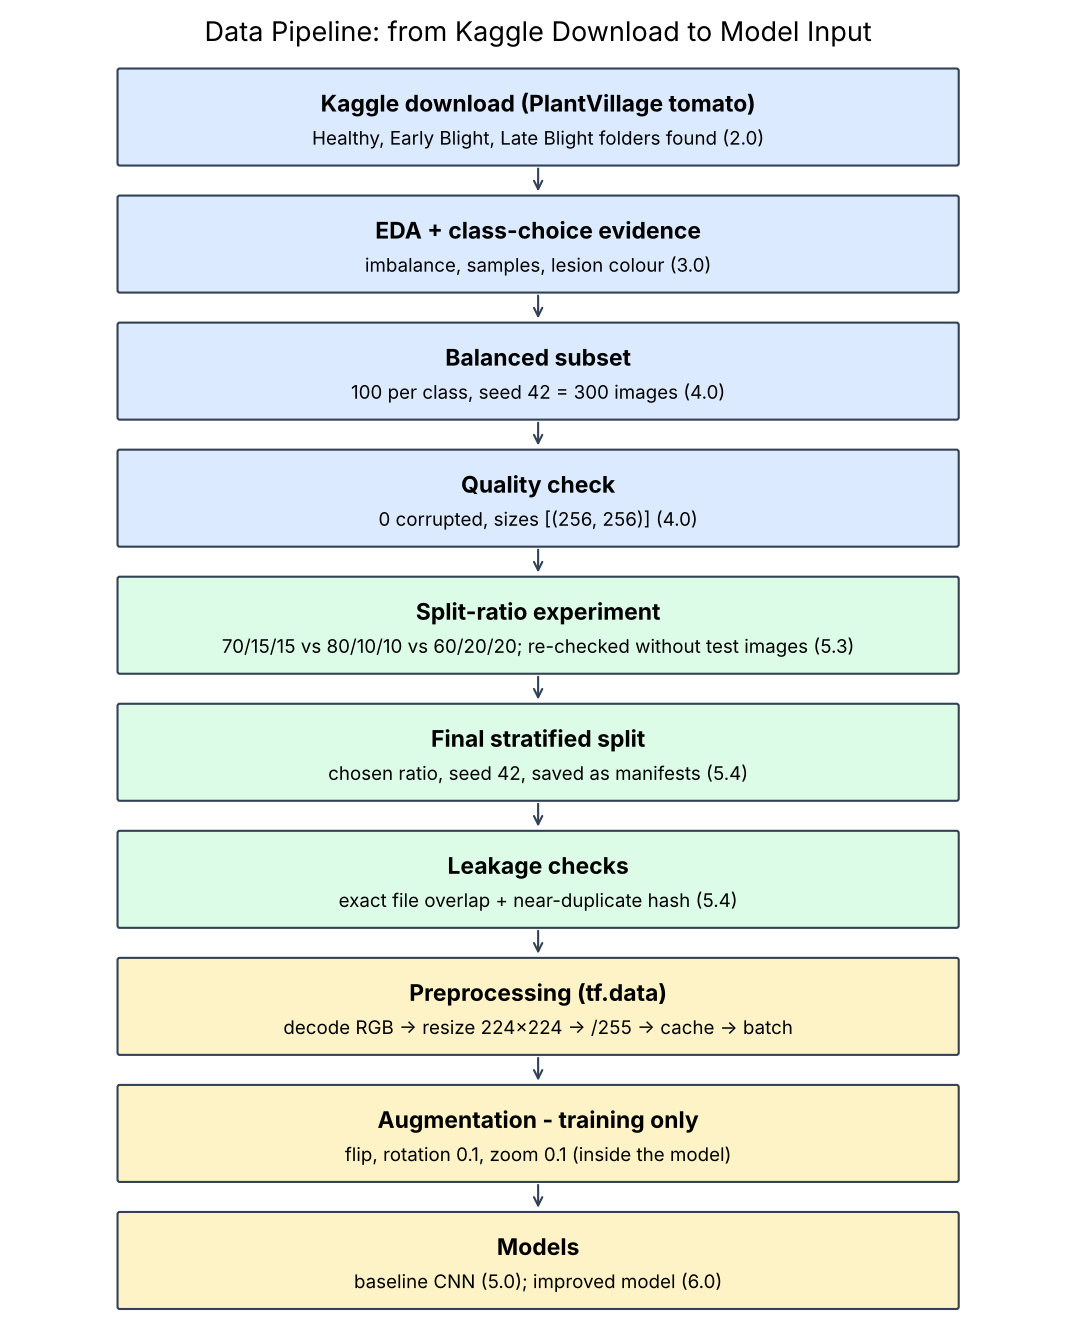 Data Pipeline: from Kaggle Download to Model Input
Kaggle download (PlantVillage tomato)
Healthy, Early Blight, Late Blight folders found (2.0)
EDA + class-choice evidence
imbalance, samples, lesion colour (3.0)
Balanced subset
100 per class, seed 42 = 300 images (4.0)
Quality check
0 corrupted, sizes [(256, 256)] (4.0)
Split-ratio experiment
70/15/15 vs 80/10/10 vs 60/20/20; re-checked without test images (5.3)
Final stratified split
chosen ratio, seed 42, saved as manifests (5.4)
Leakage checks
exact file overlap + near-duplicate hash (5.4)
Preprocessing (tf.data)
decode RGB → resize 224×224 → /255 → cache → batch
Augmentation - training only
flip, rotation 0.1, zoom 0.1 (inside the model)
Models
baseline CNN (5.0); improved model (6.0)